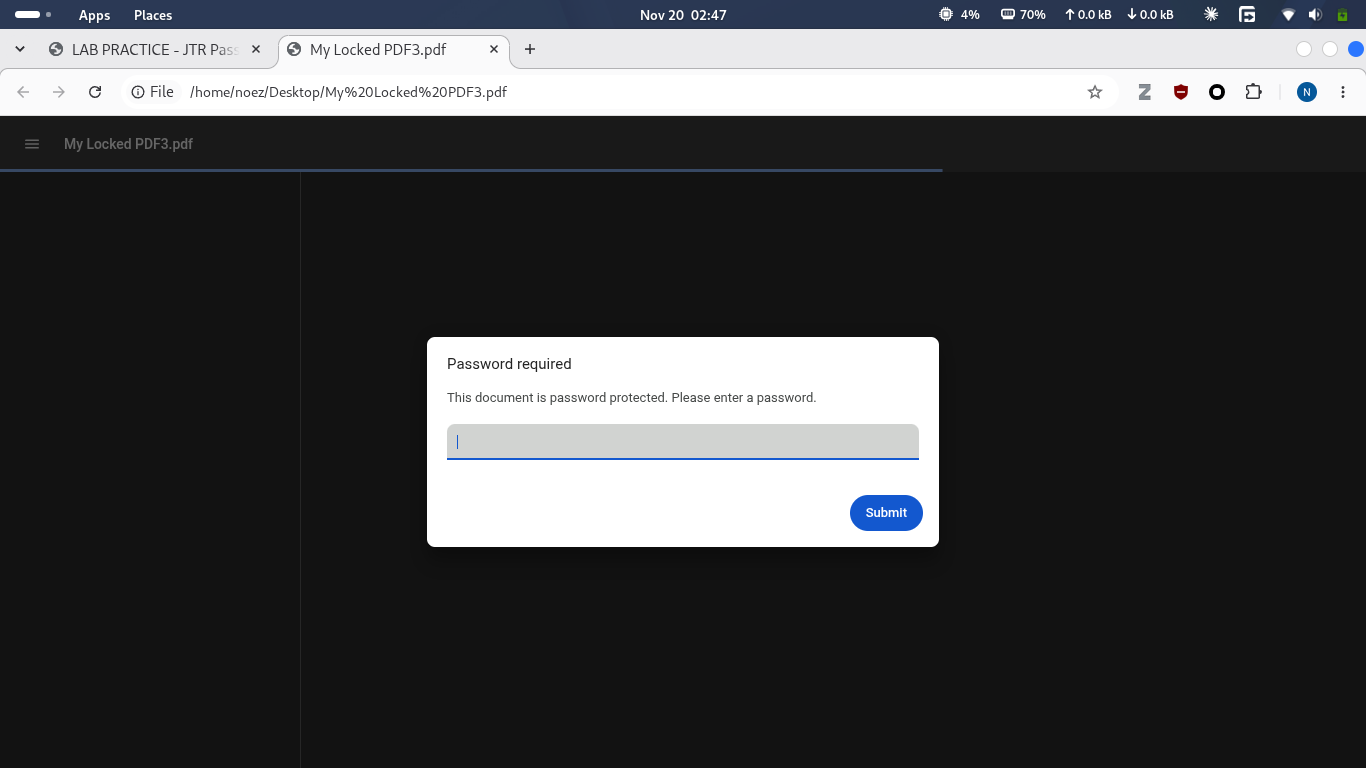 Apps Places Nov 20 02:47 4% 70% 0.0 kB 0.0 kB
LAB PRACTICE - JTR Pass My Locked PDF3.pdf
File /home/noez/Desktop/My%20Locked%20PDF3.pdf N
My Locked PDF3.pdf
Password required
This document is password protected. Please enter a password.
Submit